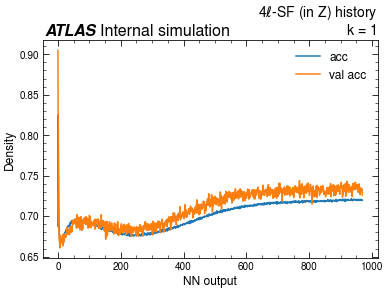 4ℓ-SF (in Z) history
ATLAS Internal simulation
k = 1
acc
val acc
0.90
0.85
0.80
0.75
0.70
0.65
Density
0
200
400
600
800
1000
NN output